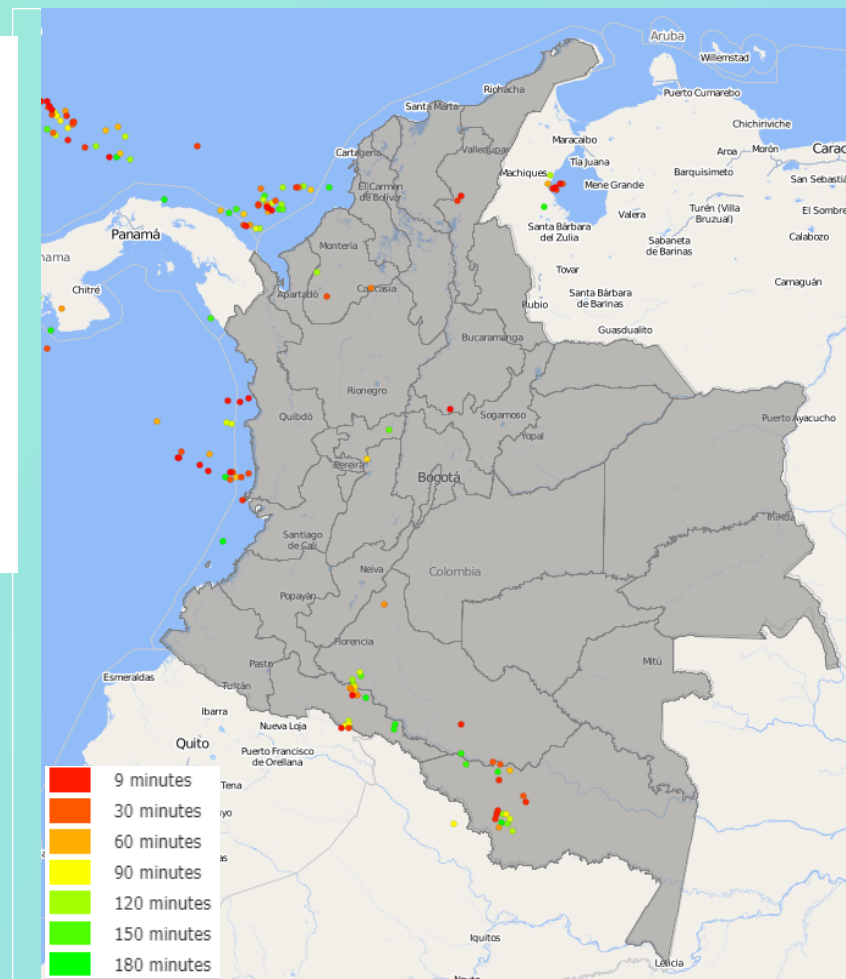 Aruba
Willemstad
Riohacha
Puerto Cumarebo
Santa Marta
Chichiriviche
Maracaibo
Cartagena
Valledupar
Tía Juana
Aroa
Morón
Carac
Machiques
Barquisimeto
El Carmen
de Bolívar
Mene Grande
San Sebastiá
Turén (Villa
Bruzual)
El Sombre
Valera
Panamá
Santa Bárbara
del Zulia
Montería
Sabaneta
de Barinas
Calabozo
nama
Tovar
Chitré
Apartadó
Caucasia
Santa Bárbara
de Barinas
Camaguán
Rubio
Guasdualito
Bucaramanga
Rionegro
Quibdó
Sogamoso
Puerto Ayacucho
Yopal
Pereira
Bogotá
Inírida
Santiago
de Cali
Neiva
Colombia
Popayán
Florencia
Pasto
Mitú
Esmeraldas
Tulcán
Ibarra
Nueva Loja
Quito
Puerto Francisco
de Orellana
Tena
uyo
as
Iquitos
Leticia
Nauta
9 minutes
30 minutes
60 minutes
90 minutes
120 minutes
150 minutes
180 minutes